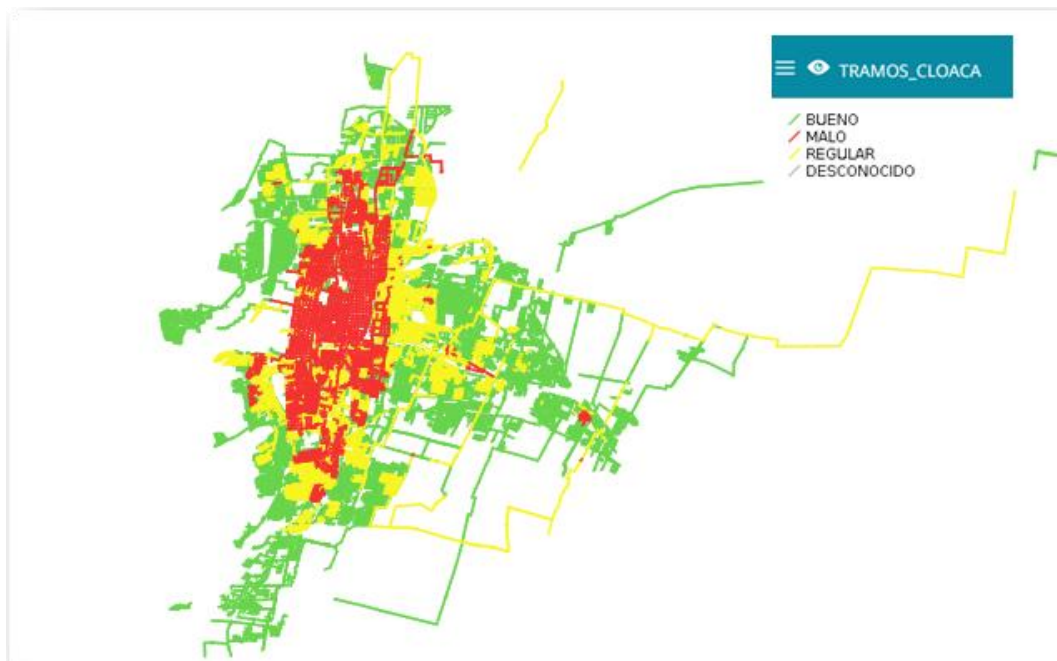 TRAMOS_CLOACA
BUENO
MALO
REGULAR
DESCONOCIDO